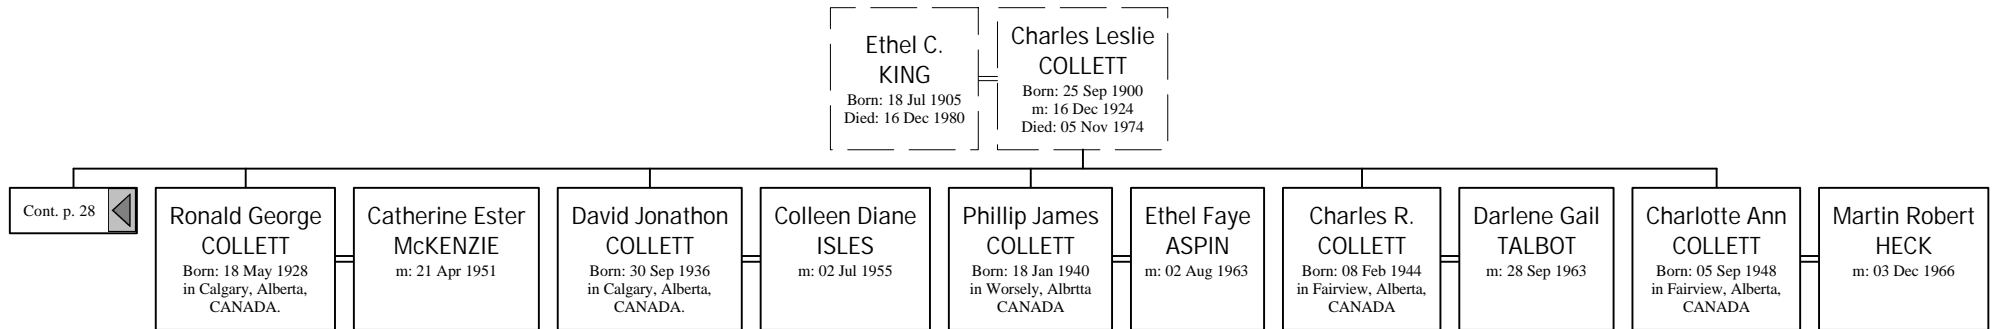 Ethel C.
KING
Born: 18 Jul 1905
Died: 16 Dec 1980
Charles Leslie
COLLETT
Born: 25 Sep 1900
m: 16 Dec 1924
Died: 05 Nov 1974
Cont. p. 28
Ronald George
COLLETT
Born: 18 May 1928
in Calgary, Alberta,
CANADA.
Catherine Ester
McKENZIE
m: 21 Apr 1951
David Jonathon
COLLETT
Born: 30 Sep 1936
in Calgary, Alberta,
CANADA.
Colleen Diane
ISLES
m: 02 Jul 1955
Phillip James
COLLETT
Born: 18 Jan 1940
in Worsely, Albrtta
CANADA
Ethel Faye
ASPIN
m: 02 Aug 1963
Charles R.
COLLETT
Born: 08 Feb 1944
in Fairview, Alberta,
CANADA
Darlene Gail
TALBOT
m: 28 Sep 1963
Charlotte Ann
COLLETT
Born: 05 Sep 1948
in Fairview, Alberta,
CANADA
Martin Robert
HECK
m: 03 Dec 1966